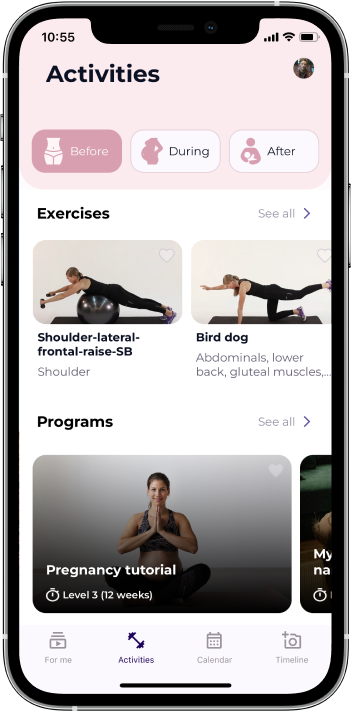 10:55
Activities
Before
During
After
Exercises
See all
Shoulder-lateral-
frontal-raise-SB
Shoulder
Bird dog
Abdominals, lower
back, gluteal muscles,...
Programs
See all
Pregnancy tutorial
Level 3 (12 weeks)
My
na
For me
Activities
Calendar
Timeline